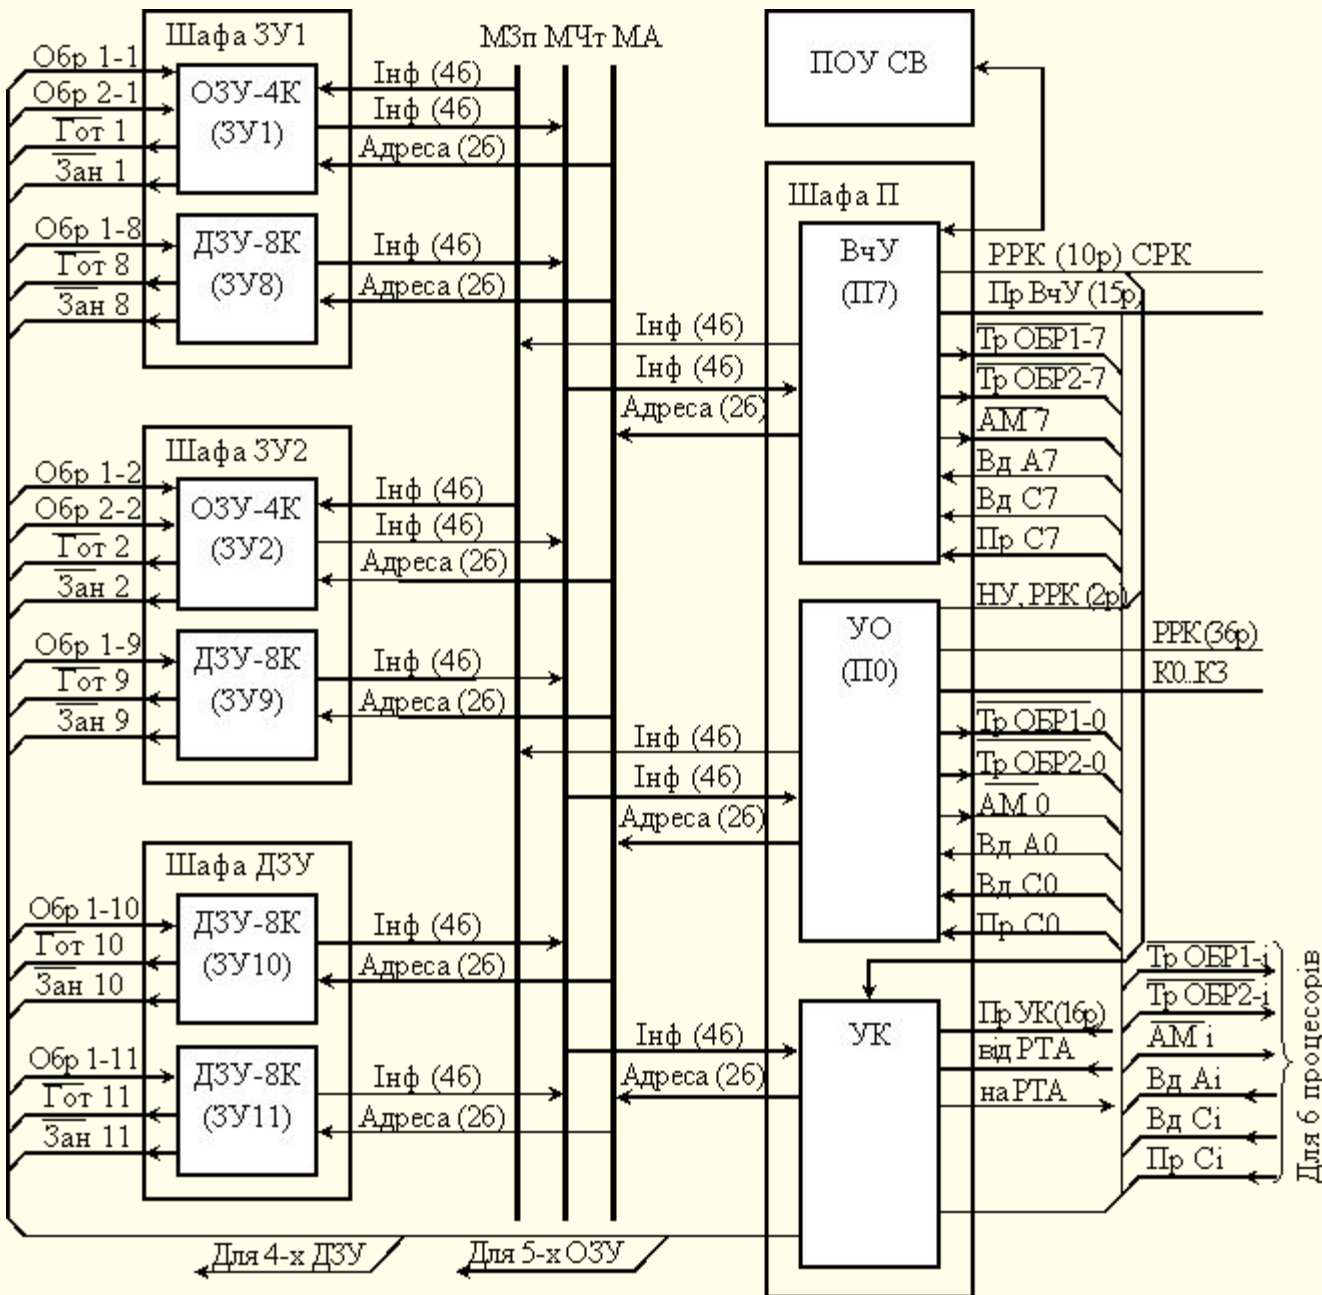 Шафа ЗУ1
Обр 1-1
Обр 2-1
Гот 1
Зан 1
ОЗУ-4К
(ЗУ1)
Обр 1-8
Гот 8
Зан 8
ДЗУ-8К
(ЗУ8)
МЗп МЧт МА
Інф (46)
Інф (46)
Адреса (26)
Інф (46)
Адреса (26)
Шафа ЗУ2
Обр 1-2
Обр 2-2
Гот 2
Зан 2
ОЗУ-4К
(ЗУ2)
Обр 1-9
Гот 9
Зан 9
ДЗУ-8К
(ЗУ9)
Інф (46)
Інф (46)
Адреса (26)
Інф (46)
Адреса (26)
Шафа ДЗУ
Обр 1-10
Гот 10
Зан 10
ДЗУ-8К
(ЗУ10)
Обр 1-11
Гот 11
Зан 11
ДЗУ-8К
(ЗУ11)
Інф (46)
Адреса (26)
Інф (46)
Адреса (26)
Для 4-х ДЗУ
Для 5-х ОЗУ
Інф (46)
Інф (46)
Адреса (26)
Інф (46)
Інф (46)
Адреса (26)
Інф (46)
Адреса (26)
ПОУ СВ
Шафа П
ВчУ
(П7)
РРК (10р) СРК
Пр ВчУ (15р)
Тр ОБР1-7
Тр ОБР2-7
АМ 7
Вд А7
Вд С7
Пр С7
УО
(П0)
НУ, РРК (2р)
РРК (36р)
К0..К3
Тр ОБР1-0
Тр ОБР2-0
АМ 0
Вд А0
Вд С0
Пр С0
УК
Пр УК(16р)
від РТА
на РТА
Тр ОБР1-і
Тр ОБР2-і
АМ і
Вд Аі
Вд Сі
Пр Сі
Для 6 процесорів